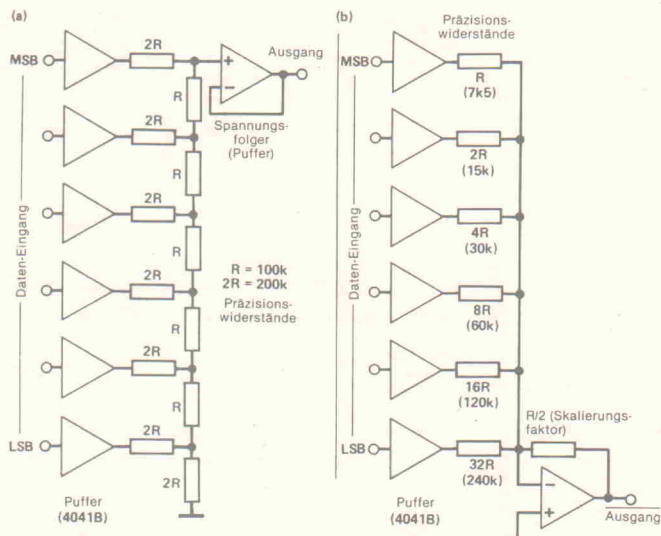 (a)
2R
MSB
Ausgang
+
−
R
Spannungs-
folger
(Puffer)
2R
R
2R
R
Daten-Eingang
2R
R = 100k
2R = 200k
Präzisions-
widerstände
R
2R
R
LSB
2R
2R
Puffer
(4041B)
(b)
Präzisions-
widerstände
MSB
R
(7k5)
2R
(15k)
4R
(30k)
Daten-Eingang
8R
(60k)
16R
(120k)
R/2 (Skalierungs-
faktor)
LSB
32R
(240k)
−
+
Puffer
(4041B)
Ausgang